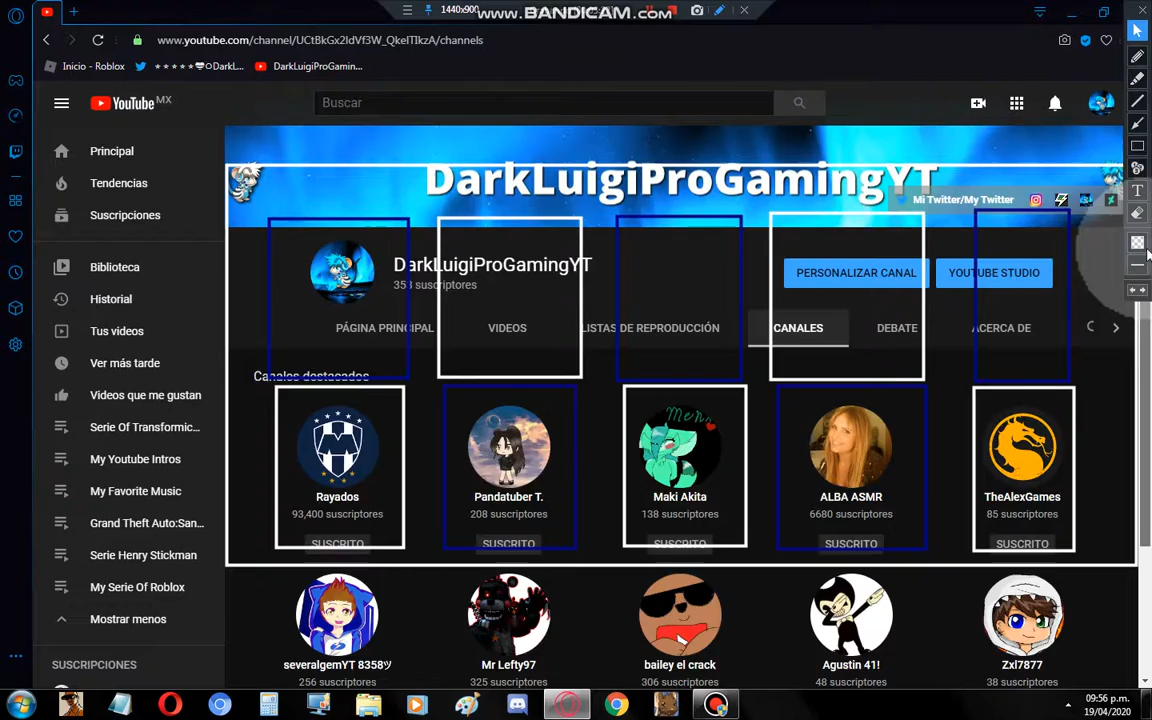 1440x900
www.BANDICAM.com
www.youtube.com/channel/UCtBkGx2ldVf3W_QkeITIkzA/channels
Inicio - Roblox
DarkL...
DarkLuigiProGamin...
YouTube MX
Buscar
DarkLuigiProGamingYT
Mi Twitter/My Twitter
Principal
Tendencias
Suscripciones
Biblioteca
Historial
Tus videos
Ver más tarde
Videos que me gustan
Serie Of Transformic...
My Youtube Intros
My Favorite Music
Grand Theft Auto:San...
Serie Henry Stickman
My Serie Of Roblox
Mostrar menos
SUSCRIPCIONES
DarkLuigiProGamingYT
353 suscriptores
PERSONALIZAR CANAL
YOUTUBE STUDIO
PÁGINA PRINCIPAL VIDEOS LISTAS DE REPRODUCCIÓN CANALES DEBATE ACERCA DE
Canales destacados
Rayados
93,400 suscriptores
SUSCRITO
Pandatuber T.
208 suscriptores
SUSCRITO
Maki Akita
138 suscriptores
SUSCRITO
ALBA ASMR
6680 suscriptores
SUSCRITO
TheAlexGames
85 suscriptores
SUSCRITO
severalgemYT 8358ツ
256 suscriptores
Mr Lefty97
325 suscriptores
bailey el crack
306 suscriptores
Agustin 41!
48 suscriptores
Zxl7877
38 suscriptores
09:56 p.m.
19/04/2020